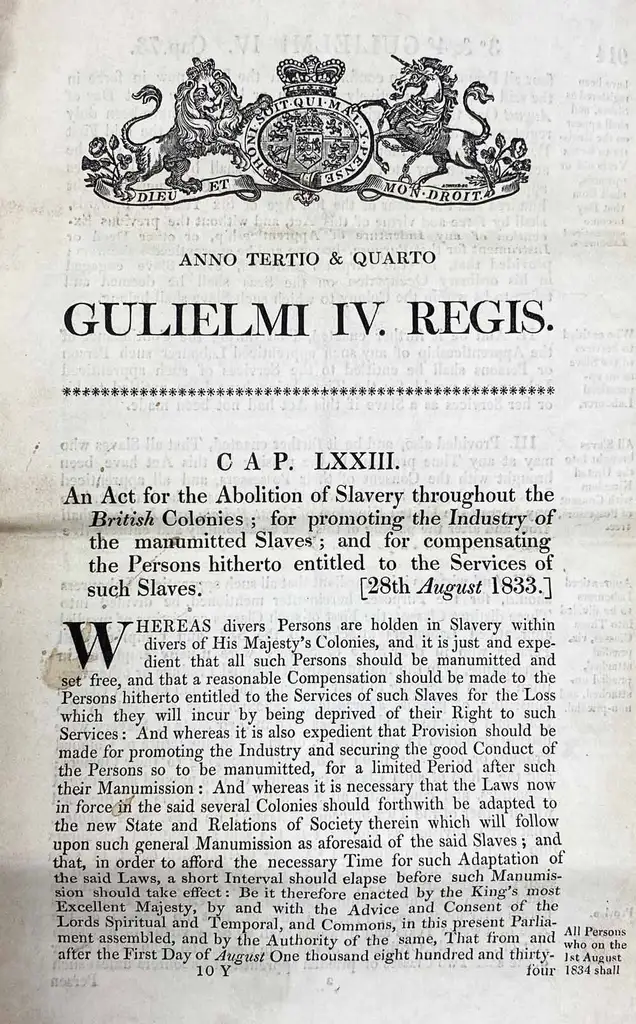 HONI SOIT QUI MAL Y PENSE
DIEU ET MON DROIT
ANNO TERTIO & QUARTO
GULIELMI IV. REGIS.
**************************************************
CAP. LXXIII.
An Act for the Abolition of Slavery throughout the
British Colonies; for promoting the Industry of
the manumitted Slaves; and for compensating
the Persons hitherto entitled to the Services of
such Slaves. [28th August 1833.]
WHEREAS divers Persons are holden in Slavery within
divers of His Majesty's Colonies, and it is just and expe-
dient that all such Persons should be manumitted and
set free, and that a reasonable Compensation should be made to the
Persons hitherto entitled to the Services of such Slaves for the Loss
which they will incur by being deprived of their Right to such
Services: And whereas it is also expedient that Provision should be
made for promoting the Industry and securing the good Conduct of
the Persons so to be manumitted, for a limited Period after such
their Manumission: And whereas it is necessary that the Laws now
in force in the said several Colonies should forthwith be adapted to
the new State and Relations of Society therein which will follow
upon such general Manumission as aforesaid of the said Slaves; and
that, in order to afford the necessary Time for such Adaptation of
the said Laws, a short Interval should elapse before such Manumis-
sion should take effect: Be it therefore enacted by the King's most
Excellent Majesty, by and with the Advice and Consent of the
Lords Spiritual and Temporal, and Commons, in this present Parlia-
ment assembled, and by the Authority of the same, That from and
after the First Day of August One thousand eight hundred and thirty-
10 Y four
All Persons
who on the
1st August
1834 shall